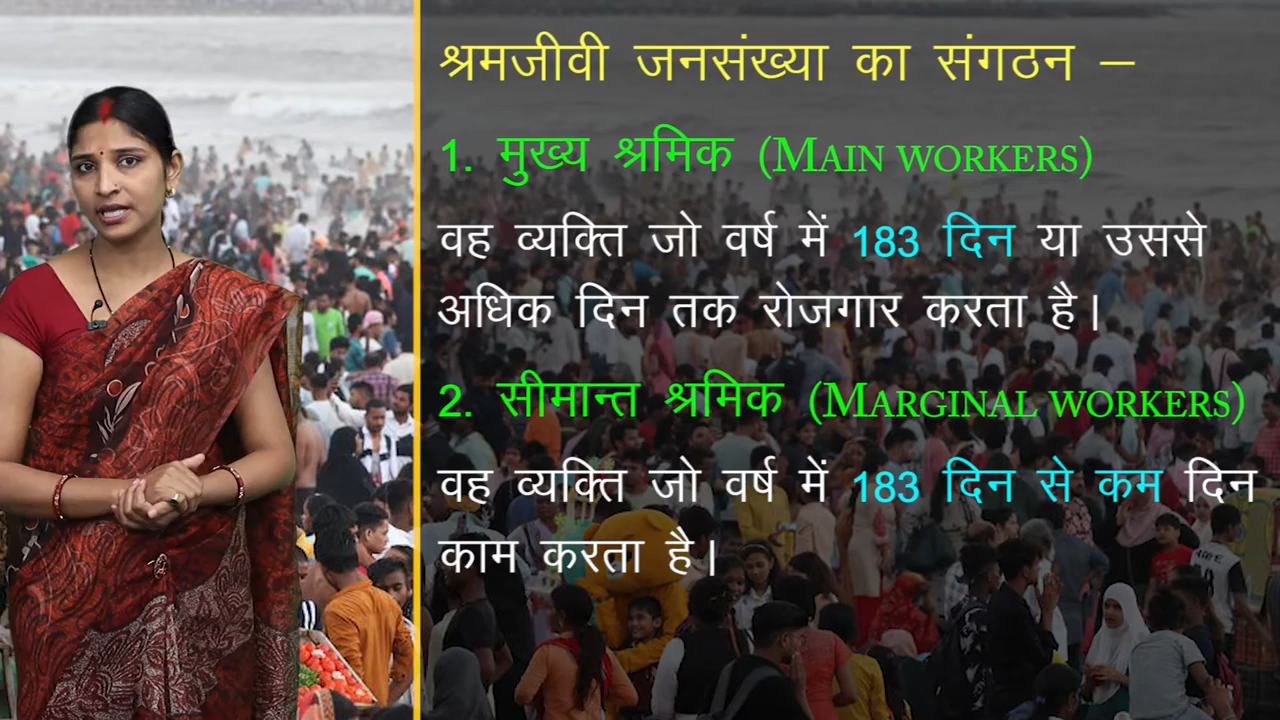 श्रमजीवी जनसंख्या का संगठन –
1. मुख्य श्रमिक (MAIN WORKERS)
वह व्यक्ति जो वर्ष में 183 दिन या उससे
अधिक दिन तक रोजगार करता है।
2. सीमान्त श्रमिक (MARGINAL WORKERS)
वह व्यक्ति जो वर्ष में 183 दिन से कम दिन
काम करता है।